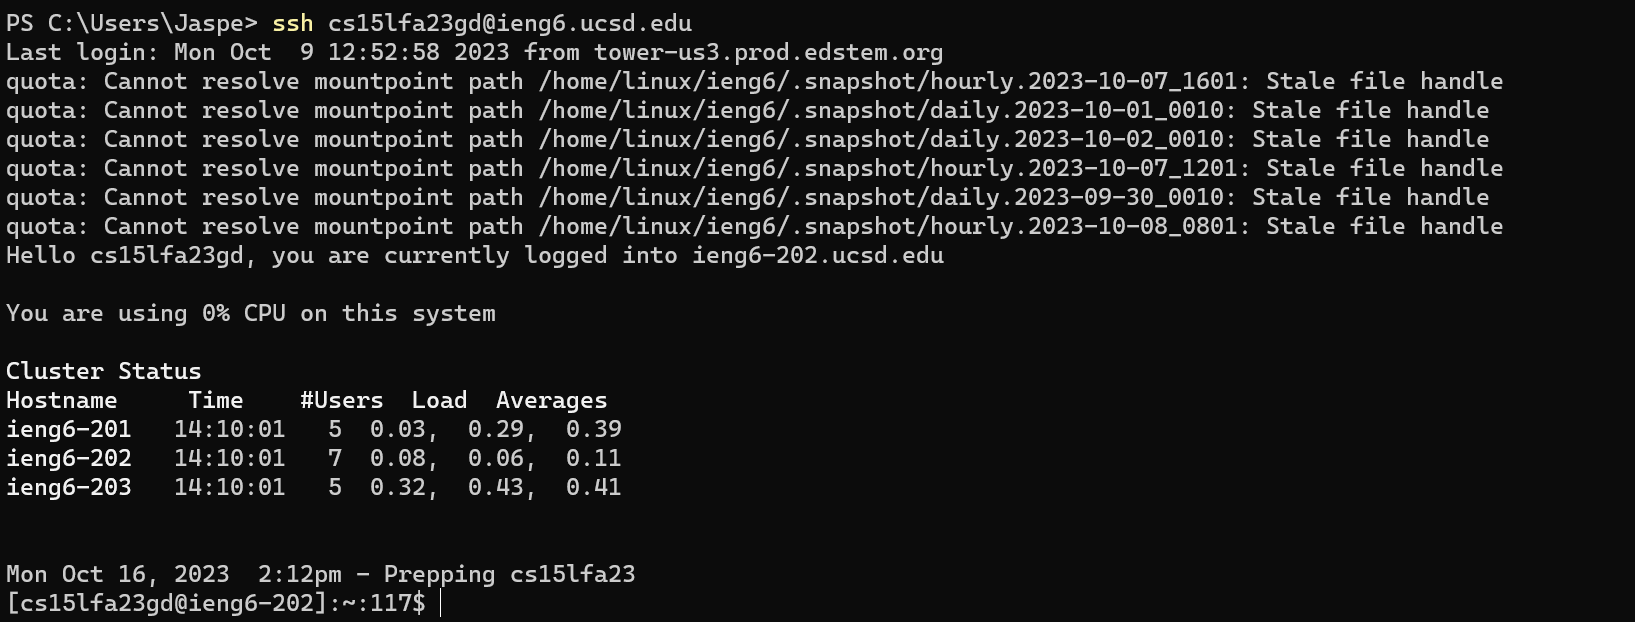 PS C:\Users\Jaspe> ssh cs15lfa23gd@ieng6.ucsd.edu
Last login: Mon Oct  9 12:52:58 2023 from tower-us3.prod.edstem.org
quota: Cannot resolve mountpoint path /home/linux/ieng6/.snapshot/hourly.2023-10-07_1601: Stale file handle
quota: Cannot resolve mountpoint path /home/linux/ieng6/.snapshot/daily.2023-10-01_0010: Stale file handle
quota: Cannot resolve mountpoint path /home/linux/ieng6/.snapshot/daily.2023-10-02_0010: Stale file handle
quota: Cannot resolve mountpoint path /home/linux/ieng6/.snapshot/hourly.2023-10-07_1201: Stale file handle
quota: Cannot resolve mountpoint path /home/linux/ieng6/.snapshot/daily.2023-09-30_0010: Stale file handle
quota: Cannot resolve mountpoint path /home/linux/ieng6/.snapshot/hourly.2023-10-08_0801: Stale file handle
Hello cs15lfa23gd, you are currently logged into ieng6-202.ucsd.edu
You are using 0% CPU on this system
Cluster Status
Hostname     Time    #Users  Load  Averages
ieng6-201   14:10:01   5  0.03,  0.29,  0.39
ieng6-202   14:10:01   7  0.08,  0.06,  0.11
ieng6-203   14:10:01   5  0.32,  0.43,  0.41
Mon Oct 16, 2023  2:12pm - Prepping cs15lfa23
[cs15lfa23gd@ieng6-202]:~:117$